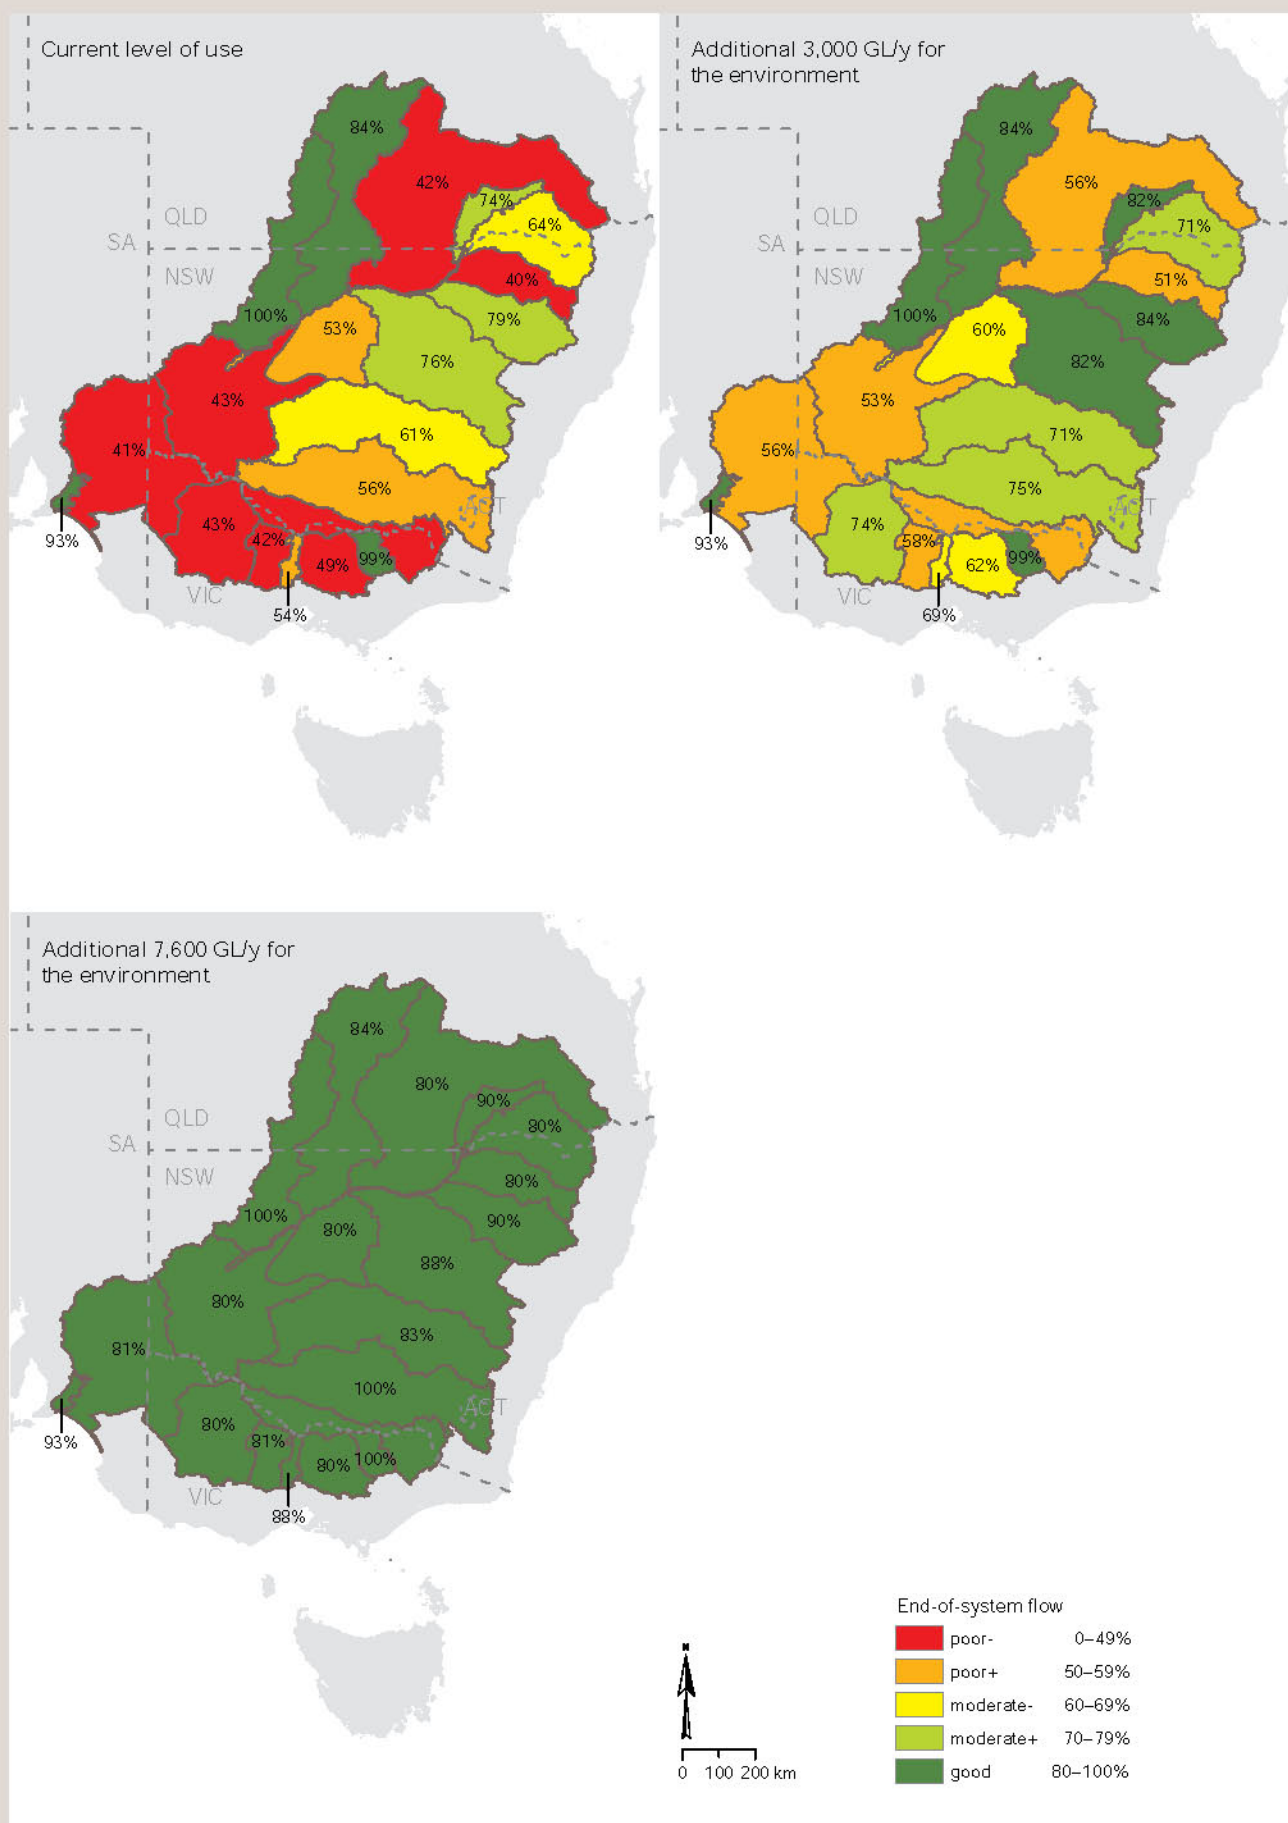 Current level of use
84%
42%
74%
QLD
64%
SA
NSW
40%
100%
53%
79%
76%
43%
61%
41%
56%
ACT
43%
42%
93%
49%
99%
VIC
54%
Additional 3,000 GL/y for
the environment
84%
56%
82%
QLD
71%
SA
NSW
51%
100%
60%
84%
82%
53%
71%
56%
75%
ACT
74%
58%
93%
62%
99%
VIC
69%
Additional 7,600 GL/y for
the environment
84%
80%
90%
QLD
80%
SA
NSW
80%
100%
80%
90%
88%
80%
83%
81%
100%
ACT
80%
81%
93%
80%
100%
VIC
88%
N
0 100 200 km
End-of-system flow
poor- 0–49%
poor+ 50–59%
moderate- 60–69%
moderate+ 70–79%
good 80–100%